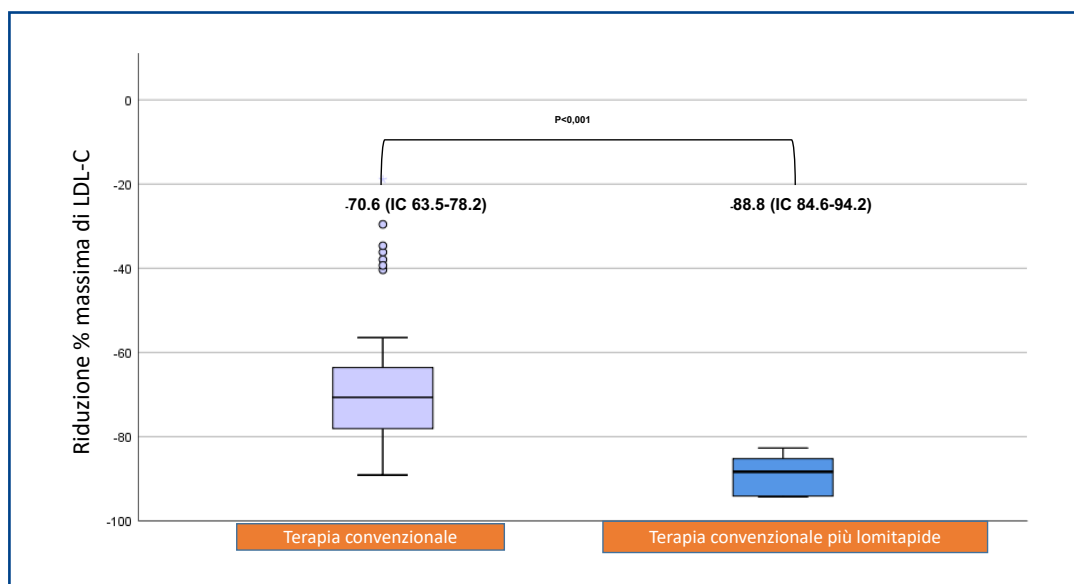 Riduzione % massima di LDL-C
0
-20
-40
-60
-80
-100
P<0,001
-70.6 (IC 63.5-78.2)
-88.8 (IC 84.6-94.2)
Terapia convenzionale
Terapia convenzionale più lomitapide